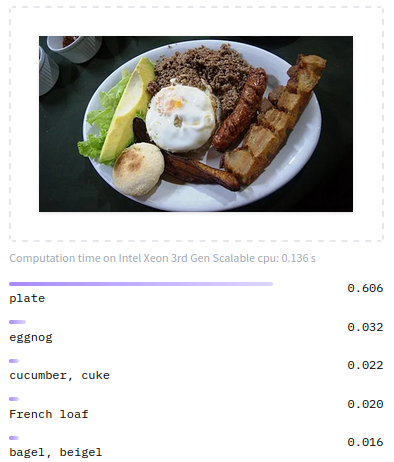 Computation time on Intel Xeon 3rd Gen Scalable cpu: 0.136 s
plate 0.606
eggnog 0.032
cucumber, cuke 0.022
French loaf 0.020
bagel, beigel 0.016